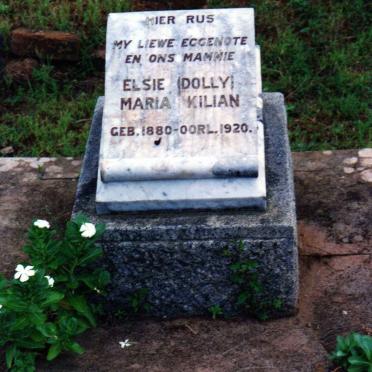 HIER RUS
MY LIEWE EGGENOTE
EN ONS MAMMIE
ELSIE (DOLLY)
MARIA KILIAN
GEB. 1880-OORL. 1920.